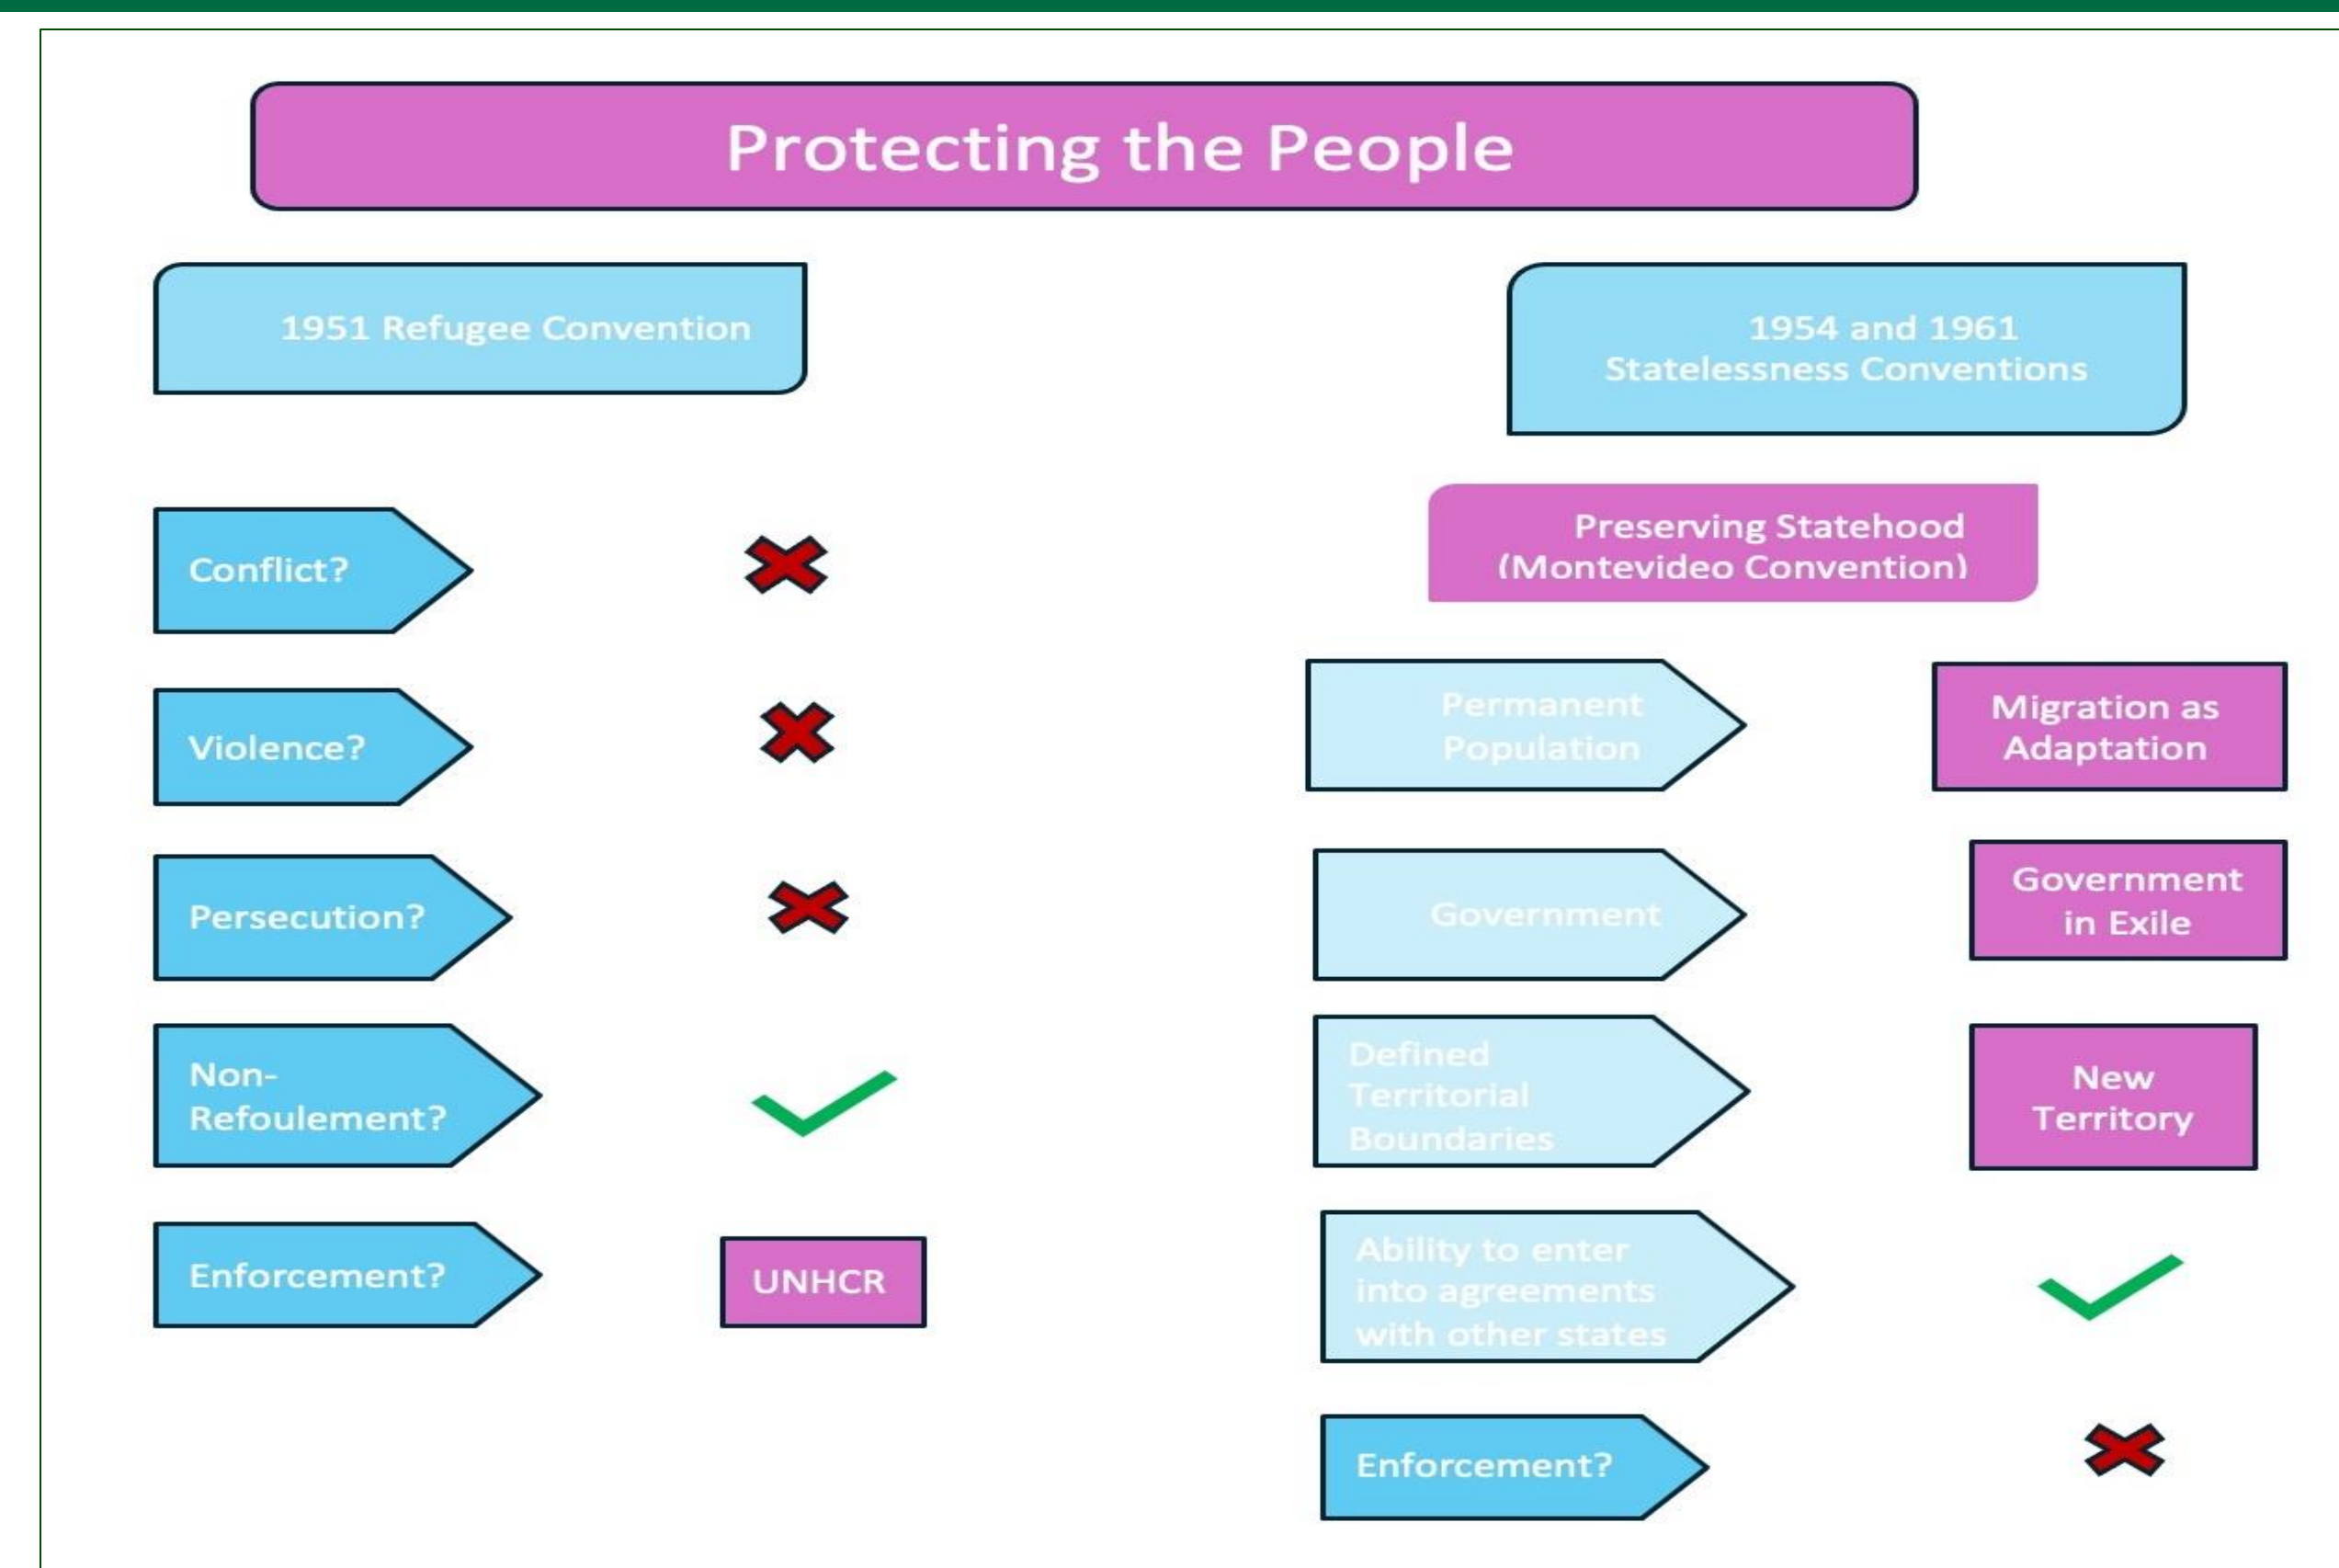 Protecting the People
1951 Refugee Convention
Conflict?
Violence?
Persecution?
Non-
Refoulement?
Enforcement?
UNHCR
1954 and 1961
Statelessness Conventions
Preserving Statehood
(Montevideo Convention)
Permanent
Population
Migration as
Adaptation
Government
Government
in Exile
Defined
Territorial
Boundaries
New
Territory
Ability to enter
into agreements
with other states
Enforcement?